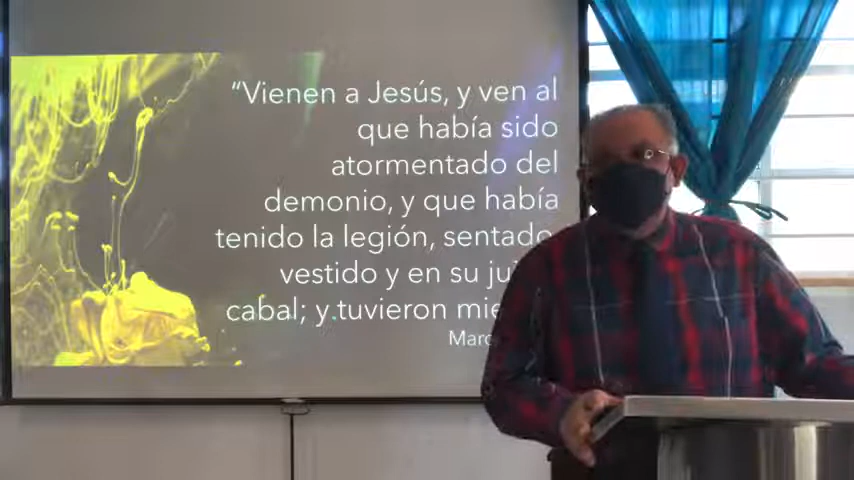 “Vienen a Jesús, y ven al
que había sido
atormentado del
demonio, y que había
tenido la legión, sentado
vestido y en su
cabal; y tuvieron